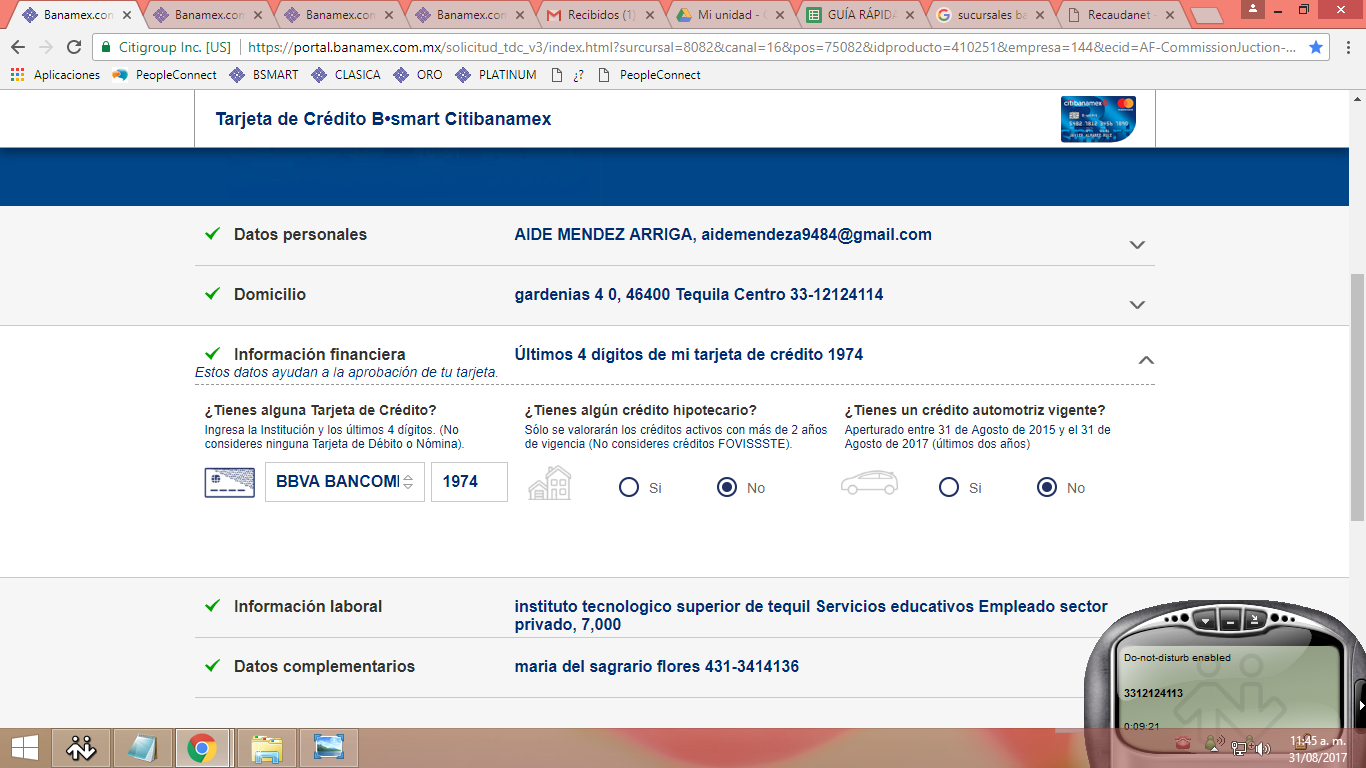 Banamex.con
Banamex.con
Banamex.con
Banamex.con
Recibidos (1)
Mi unidad -
GUÍA RÁPIDA
sucursales ba
Recaudanet -
Citigroup Inc. [US]
https://portal.banamex.com.mx/solicitud_tdc_v3/index.html?surcursal=8082&canal=16&pos=75082&idproducto=410251&empresa=144&ecid=AF-CommissionJuction-...
Aplicaciones
PeopleConnect
BSMART
CLASICA
ORO
PLATINUM
¿?
PeopleConnect
Tarjeta de Crédito B•smart Citibanamex
citibanamex
Datos personales
AIDE MENDEZ ARRIGA, aidemendeza9484@gmail.com
Domicilio
gardenias 4 0, 46400 Tequila Centro 33-12124114
Información financiera
Últimos 4 dígitos de mi tarjeta de crédito 1974
Estos datos ayudan a la aprobación de tu tarjeta.
¿Tienes alguna Tarjeta de Crédito?
Ingresa la Institución y los últimos 4 dígitos. (No
consideres ninguna Tarjeta de Débito o Nómina).
BBVA BANCOMI
1974
¿Tienes algún crédito hipotecario?
Sólo se valorarán los créditos activos con más de 2 años
de vigencia (No consideres créditos FOVISSSTE).
Si
No
¿Tienes un crédito automotriz vigente?
Aperturado entre 31 de Agosto de 2015 y el 31 de
Agosto de 2017 (últimos dos años)
Si
No
Información laboral
instituto tecnologico superior de tequil Servicios educativos Empleado sector
privado, 7,000
Datos complementarios
maria del sagrario flores 431-3414136
Do-not-disturb enabled
3312124113
0:09:21
11:45 a. m.
31/08/2017